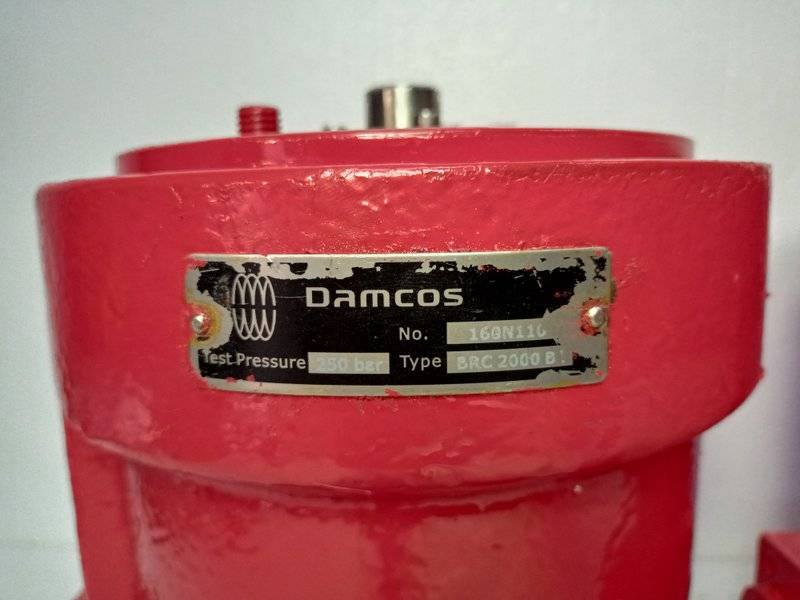 Damcos
No. 160N110
Test Pressure 250 bar Type BRC 2000 B